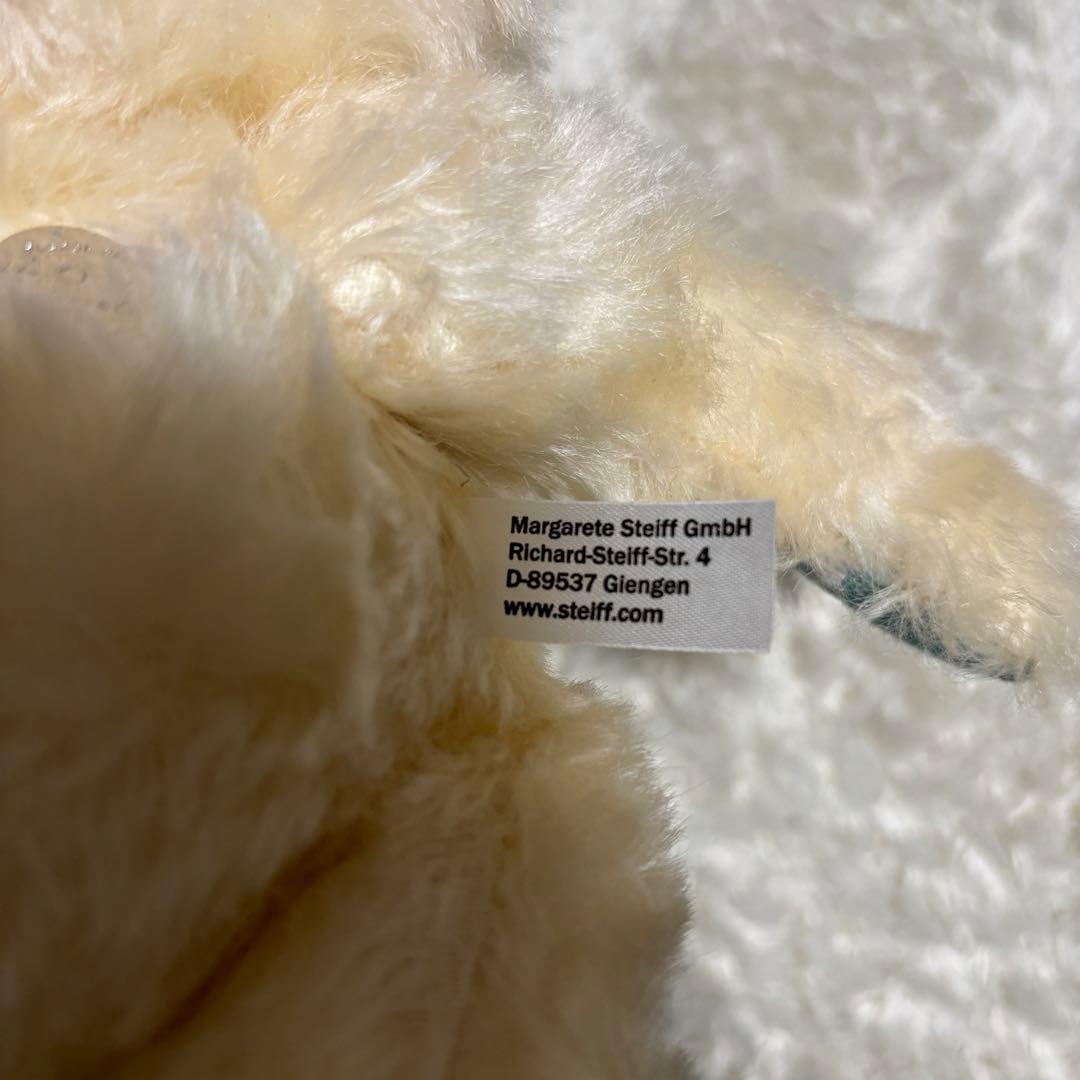 Margarete Steiff GmbH
Richard-Steiff-Str. 4
D-89537 Giengen
www.steiff.com